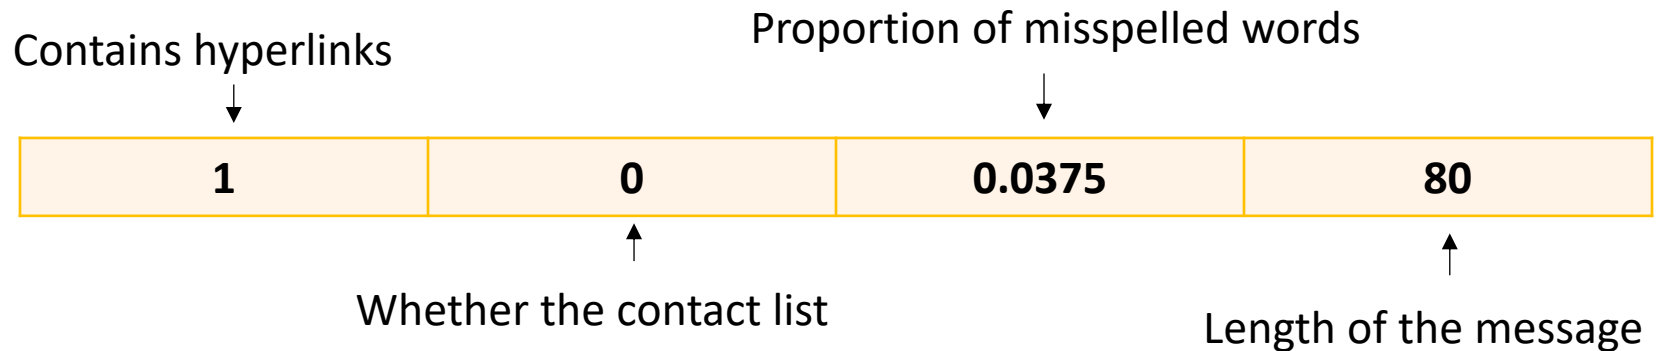 Contains hyperlinks
Proportion of misspelled words
1 0 0.0375 80
Whether the contact list
Length of the message